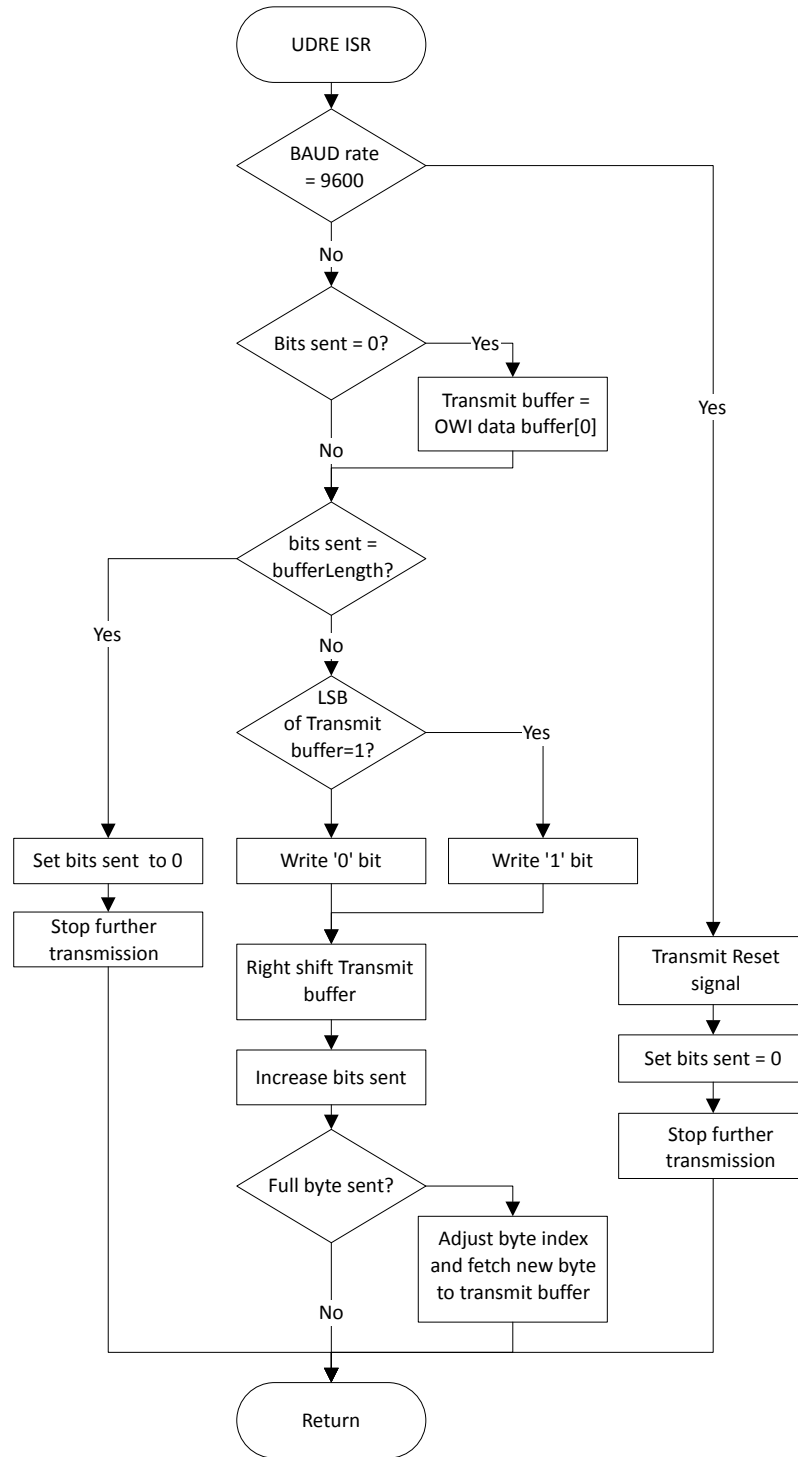 UDRE ISR
BAUD rate
= 9600
No
Bits sent = 0?
Yes
Transmit buffer =
OWI data buffer[0]
Yes
No
bits sent =
bufferLength?
Yes
No
LSB
of Transmit
buffer=1?
Yes
Set bits sent  to 0
Write '0' bit
Write '1' bit
Stop further
transmission
Right shift Transmit
buffer
Transmit Reset
signal
Increase bits sent
Set bits sent = 0
Stop further
transmission
Full byte sent?
Adjust byte index
and fetch new byte
to transmit buffer
No
Return